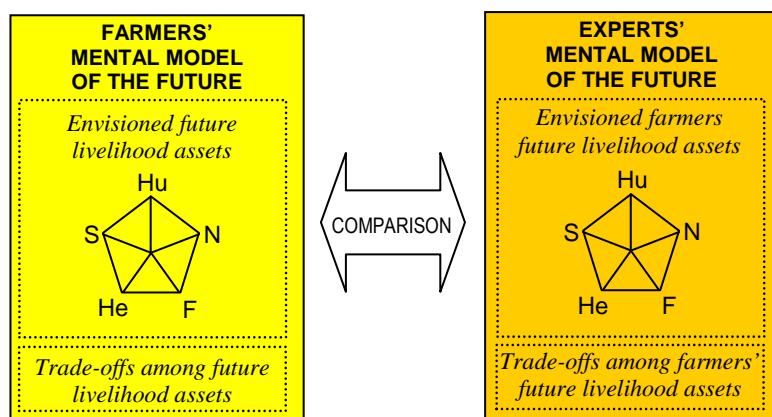 FARMERS'
MENTAL MODEL
OF THE FUTURE
Envisioned future
livelihood assets
Hu
S
N
He
F
Trade-offs among future
livelihood assets
COMPARISON
EXPERTS'
MENTAL MODEL
OF THE FUTURE
Envisioned farmers
future livelihood assets
Hu
S
N
He
F
Trade-offs among farmers'
future livelihood assets